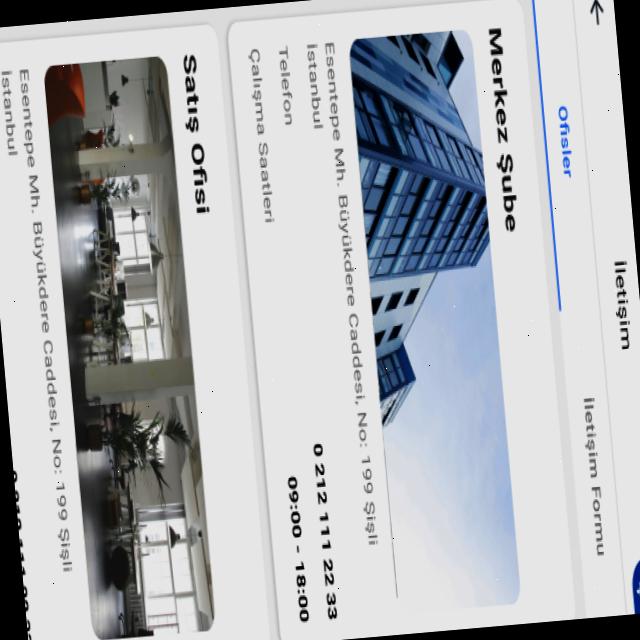 İletişim
Ofisler
İletişim Formu
Merkez Şube
Esentepe Mh. Büyükdere Caddesi, No: 199 Şişli
İstanbul
Telefon
0 212 111 22 33
Çalışma Saatleri
09:00 - 18:00
Satış Ofisi
Esentepe Mh. Büyükdere Caddesi, No: 199 Şişli
İstanbul